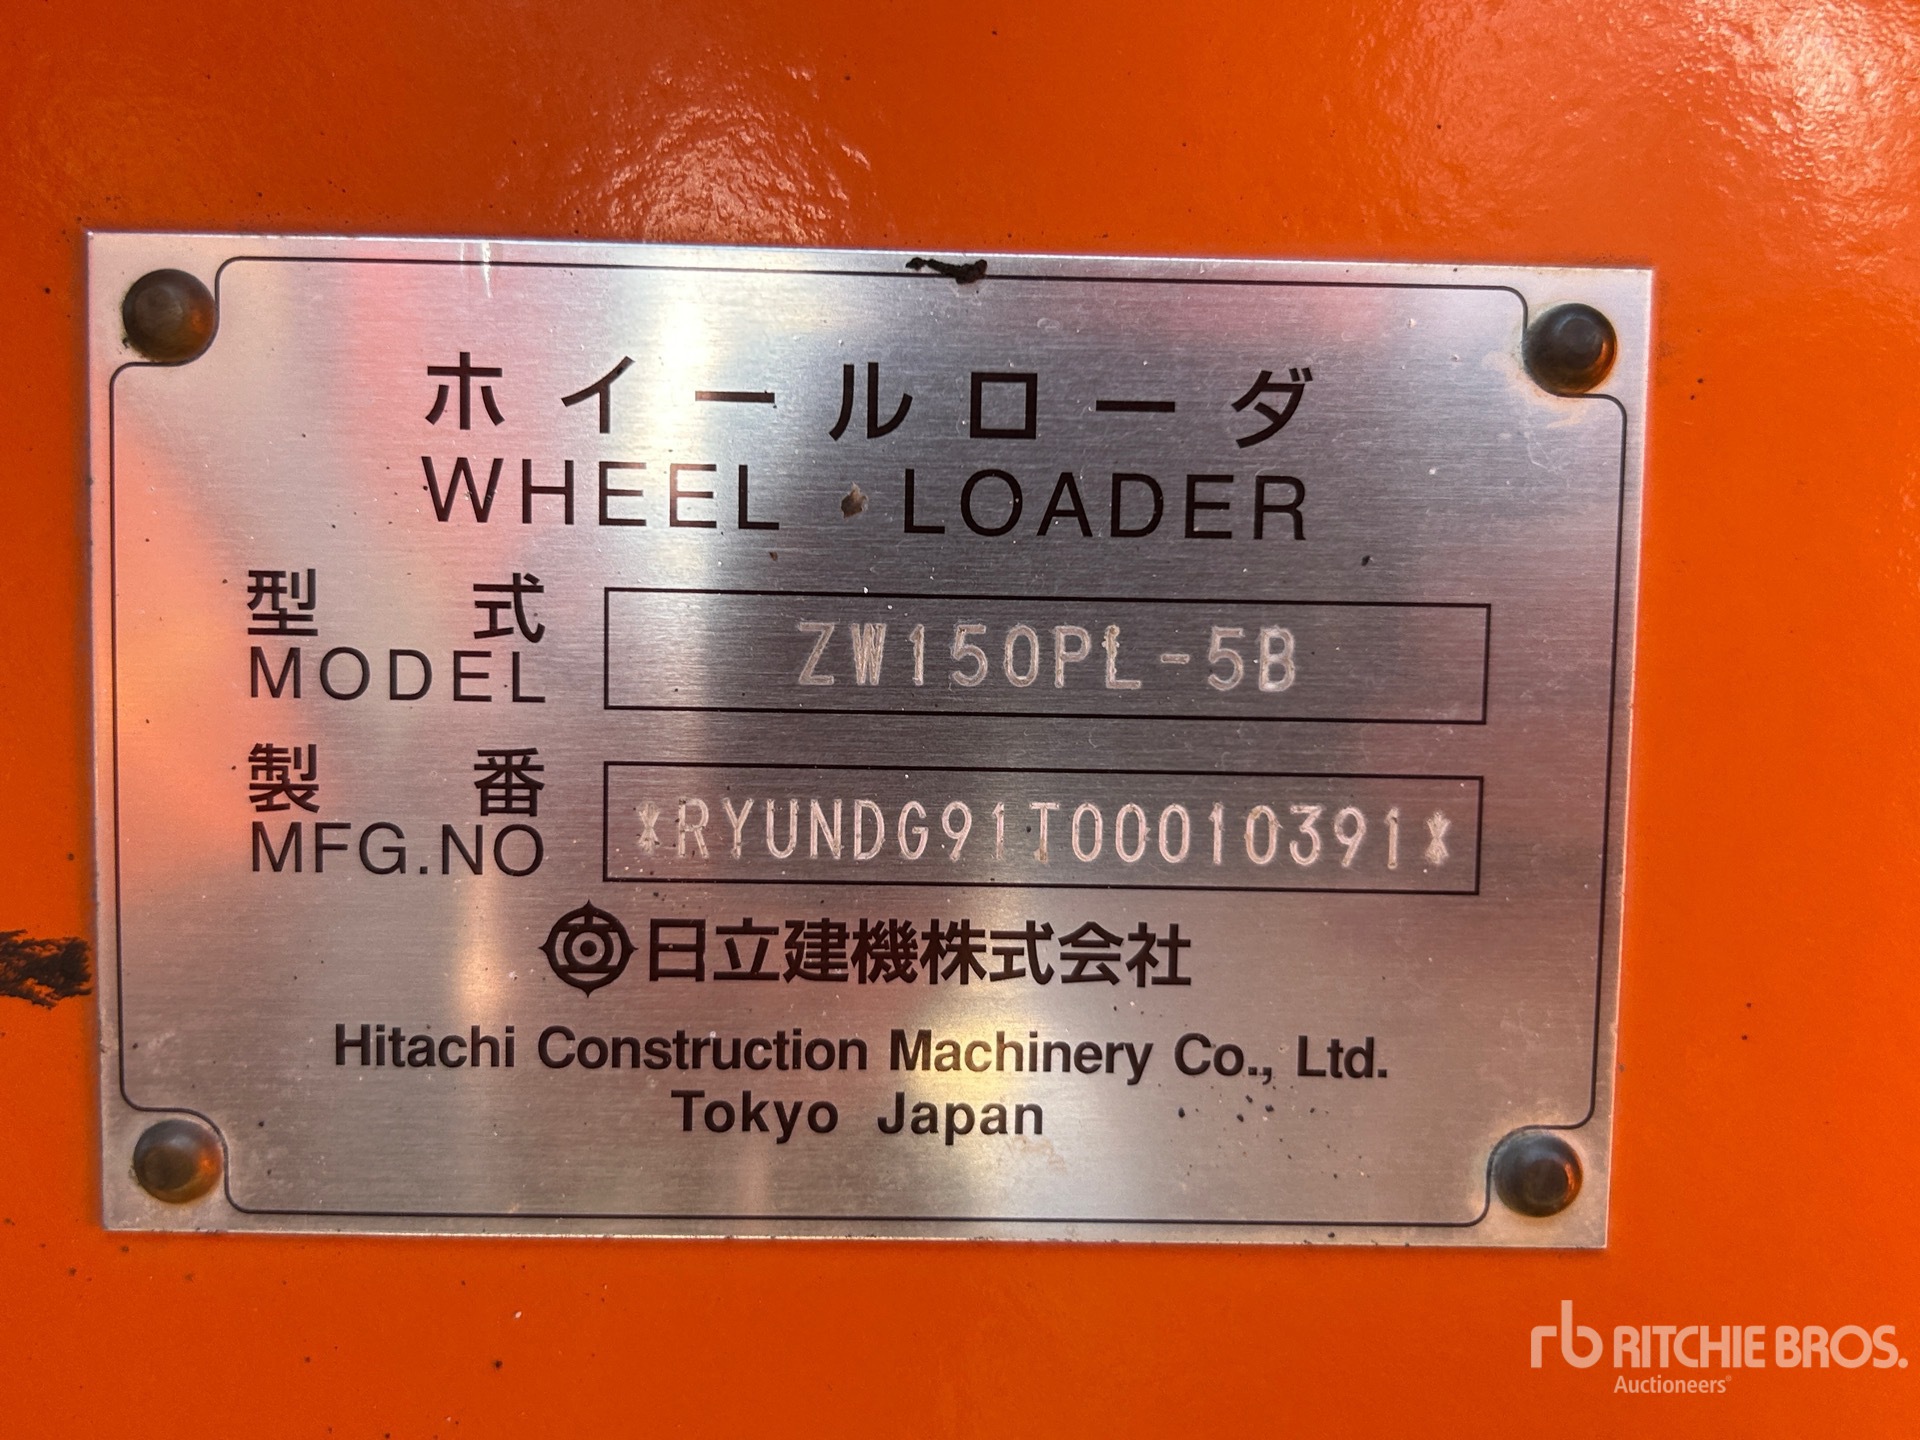 ホイールローダ
WHEEL LOADER
型式
MODEL
ZW150PL-5B
製番
MFG.NO
*RYUNDG91T00010391*
日立建機株式会社
Hitachi Construction Machinery Co., Ltd.
Tokyo Japan
rb RITCHIE BROS.
Auctioneers